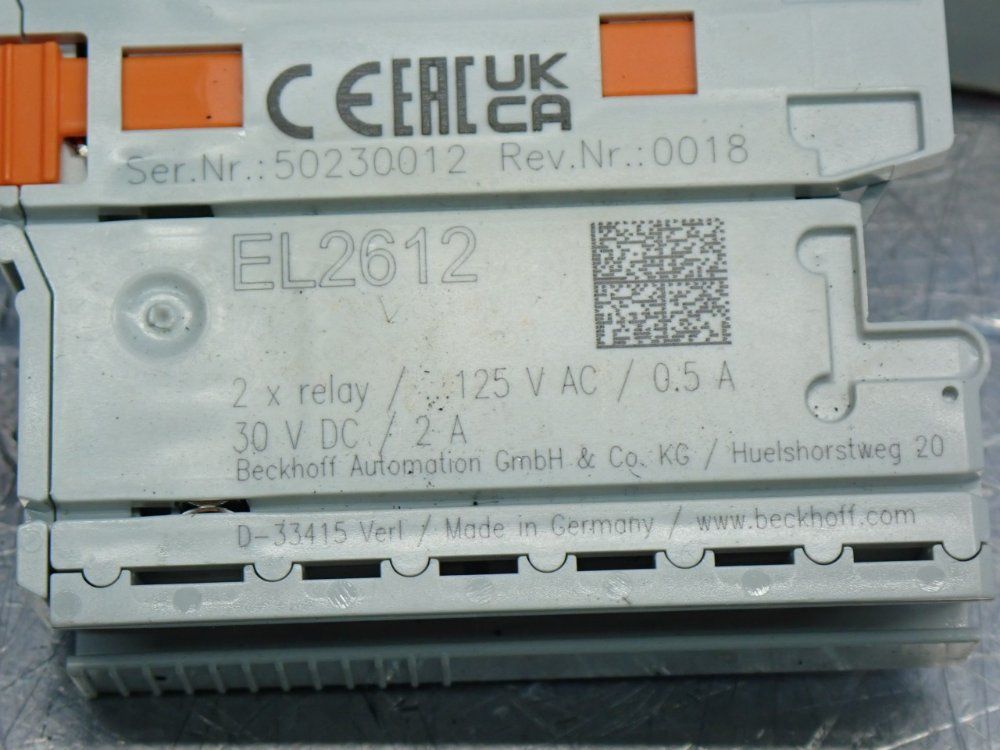 CE EAC UK
CA
Ser.Nr.:50230012 Rev.Nr.:0018
EL2612
2 x relay / 125 V AC / 0.5 A
30 V DC / 2 A
Beckhoff Automation GmbH & Co. KG / Huelshorstweg 20
D-33415 Verl / Made in Germany / www.beckhoff.com